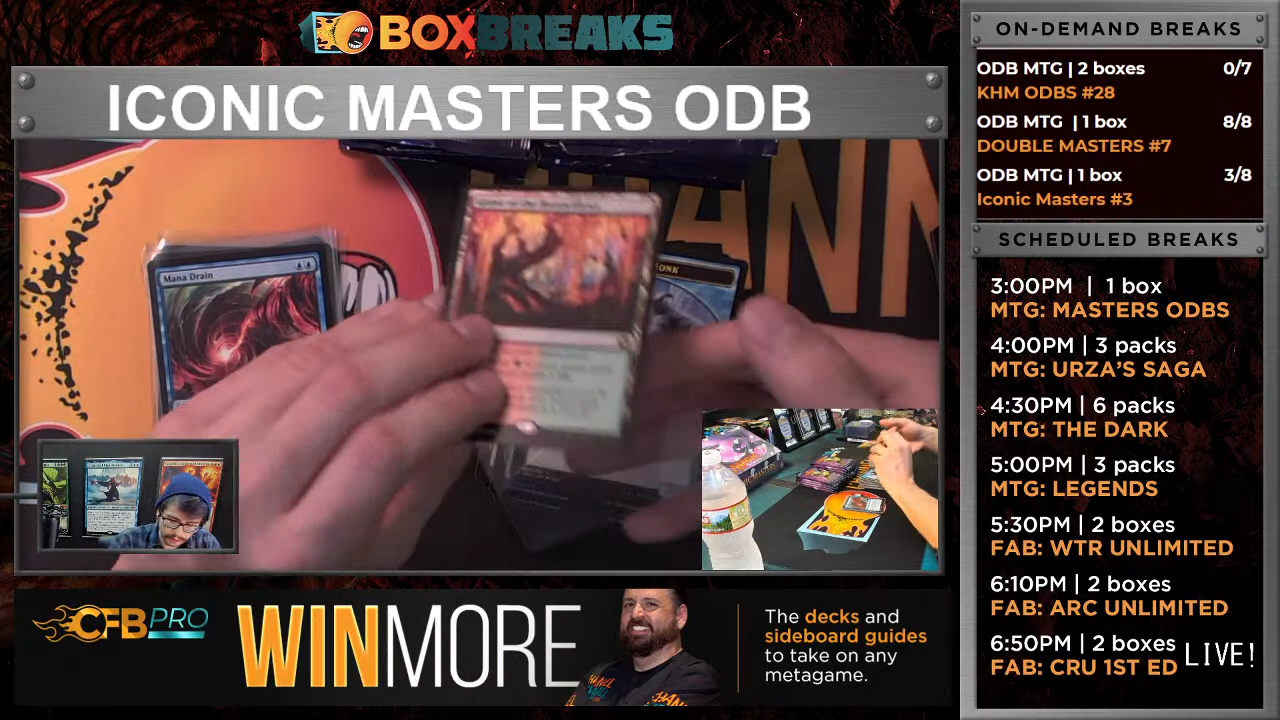 BOXBREAKS
ICONIC MASTERS ODB
Mana Drain
ON-DEMAND BREAKS
ODB MTG | 2 boxes 0/7
KHM ODBS #28
ODB MTG | 1 box 8/8
DOUBLE MASTERS #7
ODB MTG | 1 box 3/8
Iconic Masters #3
SCHEDULED BREAKS
3:00PM | 1 box
MTG: MASTERS ODBS
4:00PM | 3 packs
MTG: URZA'S SAGA
4:30PM | 6 packs
MTG: THE DARK
5:00PM | 3 packs
MTG: LEGENDS
5:30PM | 2 boxes
FAB: WTR UNLIMITED
6:10PM | 2 boxes
FAB: ARC UNLIMITED
6:50PM | 2 boxes
FAB: CRU 1ST ED
LIVE!
CFB PRO
WINMORE
The decks and
sideboard guides
to take on any
metagame.